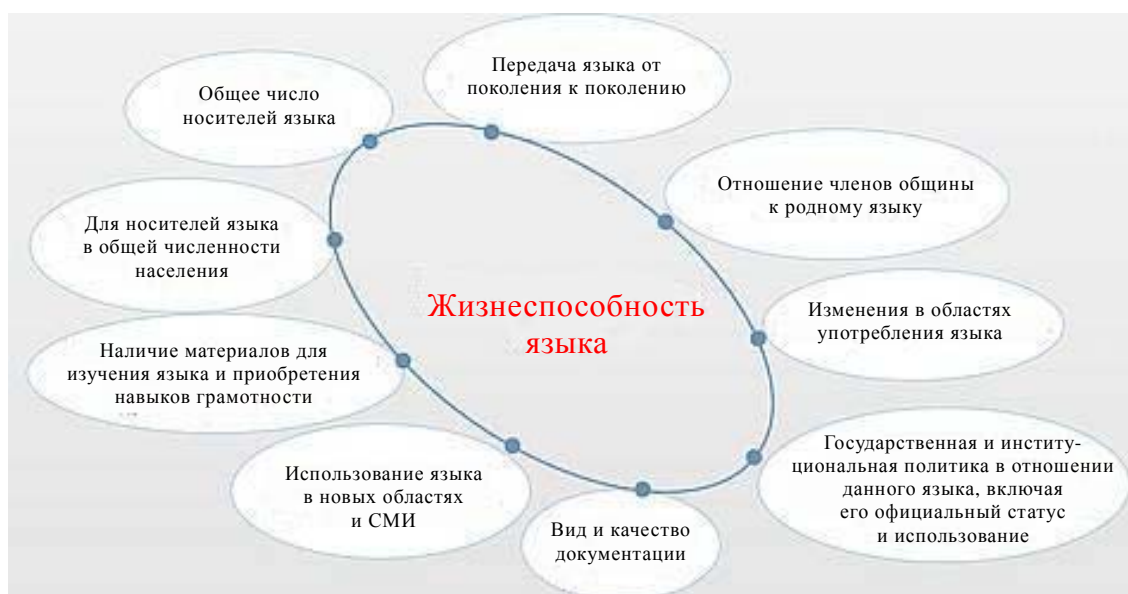 Передача языка от
поколения к поколению
Общее число
носителей языка
Отношение членов общины
к родному языку
Для носителей языка
в общей численности
населения
Жизнеспособность
языка
Изменения в областях
употребления языка
Наличие материалов для
изучения языка и приобретения
навыков грамотности
Государственная и институ-
циональная политика в отношении
данного языка, включая
его официальный статус
и использование
Использование языка
в новых областях
и СМИ
Вид и качество
документации